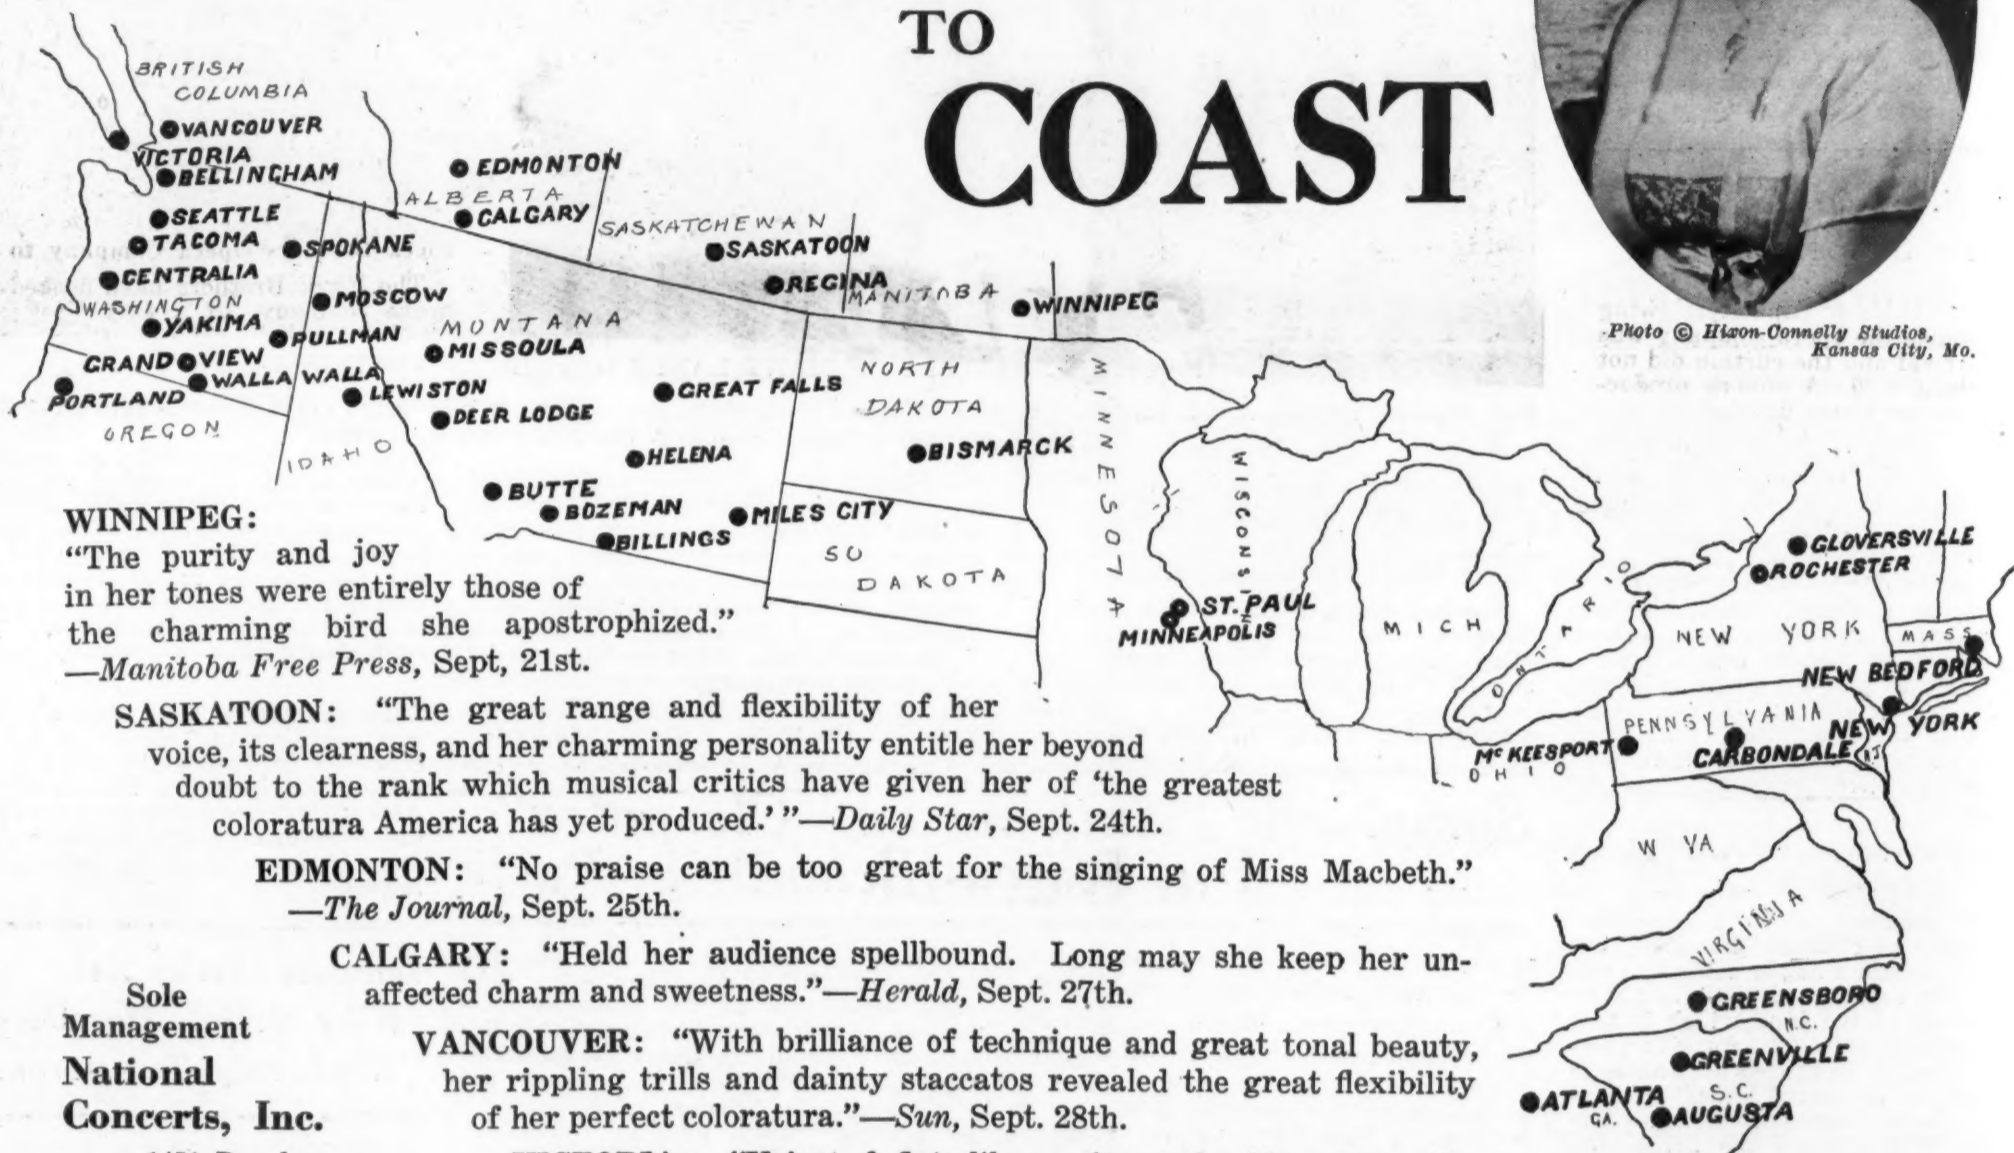 TO
COAST
Photo © Hixon-Connelly Studios,
Kansas City, Mo.
BRITISH
COLUMBIA
VANCOUVER
VICTORIA
BELLINGHAM
SEATTLE
TACOMA
SPOKANE
CENTRALIA
WASHINGTON
MOSCOW
YAKIMA
PULLMAN
GRAND VIEW
WALLA WALLA
LEWISTON
PORTLAND
OREGON
IDAHO
EDMONTON
ALBERTA
CALGARY
SASKATCHEWAN
SASKATOON
REGINA
MANITOBA
WINNIPEG
MONTANA
MISSOULA
GREAT FALLS
DEER LODGE
HELENA
BUTTE
BOZEMAN
MILES CITY
BILLINGS
NORTH
DAKOTA
BISMARCK
SO
DAKOTA
MINNESOTA
WISCONSIN
ST. PAUL
MINNEAPOLIS
MICH
ONTARIO
GLOVERSVILLE
ROCHESTER
NEW YORK
MASS
NEW BEDFORD
PENNSYLVANIA
NEW YORK
McKEESPORT
CARBONDALE
NJ
OHIO
W VA
VIRGINIA
GREENSBORO
N.C.
GREENVILLE
S.C.
ATLANTA
GA.
AUGUSTA
WINNIPEG:
“The purity and joy
in her tones were entirely those of
the charming bird she apostrophized.”
—Manitoba Free Press, Sept, 21st.
SASKATOON: “The great range and flexibility of her
voice, its clearness, and her charming personality entitle her beyond
doubt to the rank which musical critics have given her of ‘the greatest
coloratura America has yet produced.’ ”—Daily Star, Sept. 24th.
EDMONTON: “No praise can be too great for the singing of Miss Macbeth.”
—The Journal, Sept. 25th.
CALGARY: “Held her audience spellbound. Long may she keep her un-
affected charm and sweetness.”—Herald, Sept. 27th.
VANCOUVER: “With brilliance of technique and great tonal beauty,
her rippling trills and dainty staccatos revealed the great flexibility
of her perfect coloratura.”—Sun, Sept. 28th.
Sole
Management
National
Concerts, Inc.